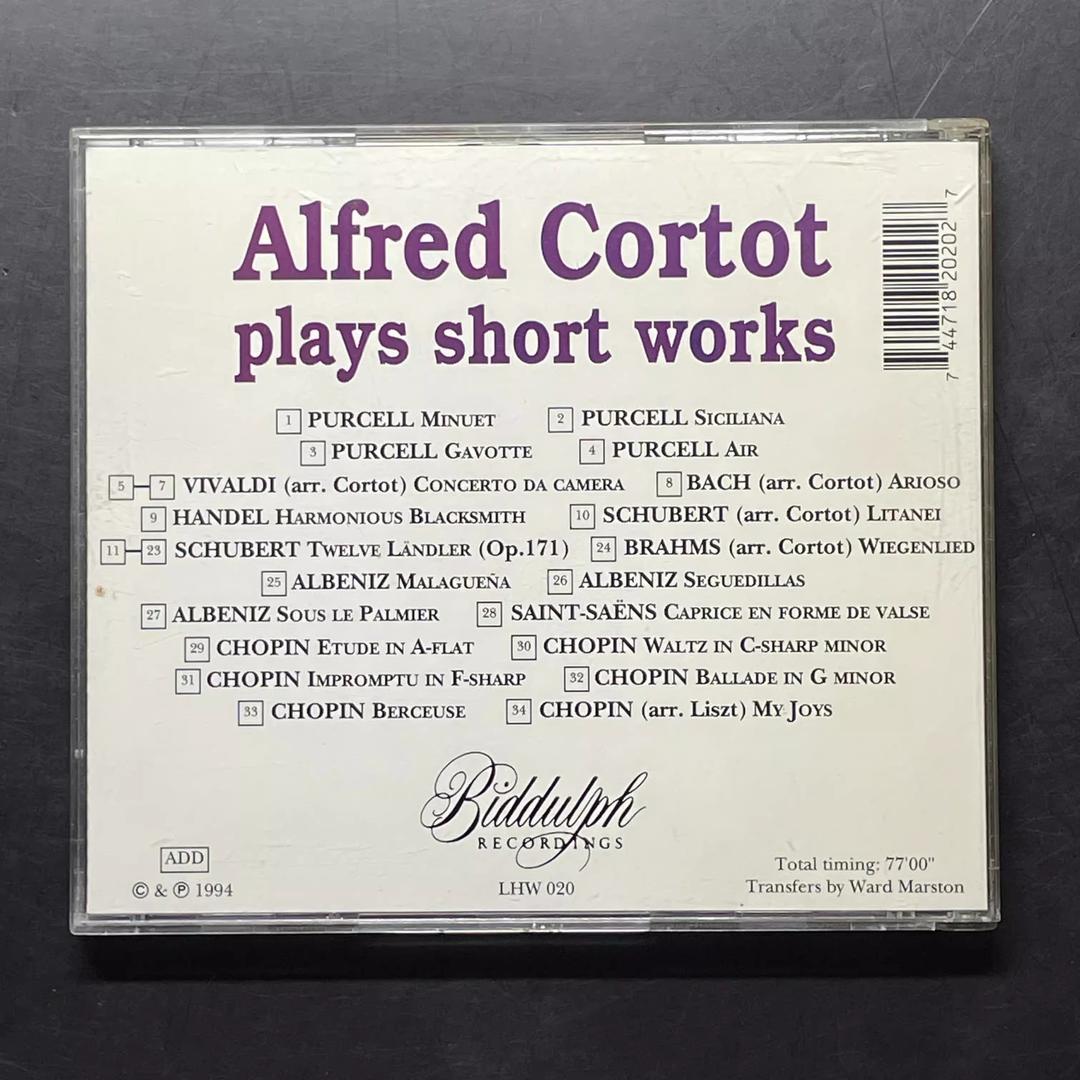 Alfred Cortot
plays short works
7 44718 20202 7
1 PURCELL MINUET 2 PURCELL SICILIANA
3 PURCELL GAVOTTE 4 PURCELL AIR
5—7 VIVALDI (arr. Cortot) CONCERTO DA CAMERA 8 BACH (arr. Cortot) ARIOSO
9 HANDEL HARMONIOUS BLACKSMITH 10 SCHUBERT (arr. Cortot) LITANEI
11—23 SCHUBERT TWELVE LÄNDLER (Op.171) 24 BRAHMS (arr. Cortot) WIEGENLIED
25 ALBENIZ MALAGUEÑA 26 ALBENIZ SEGUEDILLAS
27 ALBENIZ SOUS LE PALMIER 28 SAINT-SAËNS CAPRICE EN FORME DE VALSE
29 CHOPIN ETUDE IN A-FLAT 30 CHOPIN WALTZ IN C-SHARP MINOR
31 CHOPIN IMPROMPTU IN F-SHARP 32 CHOPIN BALLADE IN G MINOR
33 CHOPIN BERCEUSE 34 CHOPIN (arr. Liszt) MY JOYS
Biddulph
RECORDINGS
ADD
© & ℗ 1994
LHW 020
Total timing: 77'00"
Transfers by Ward Marston